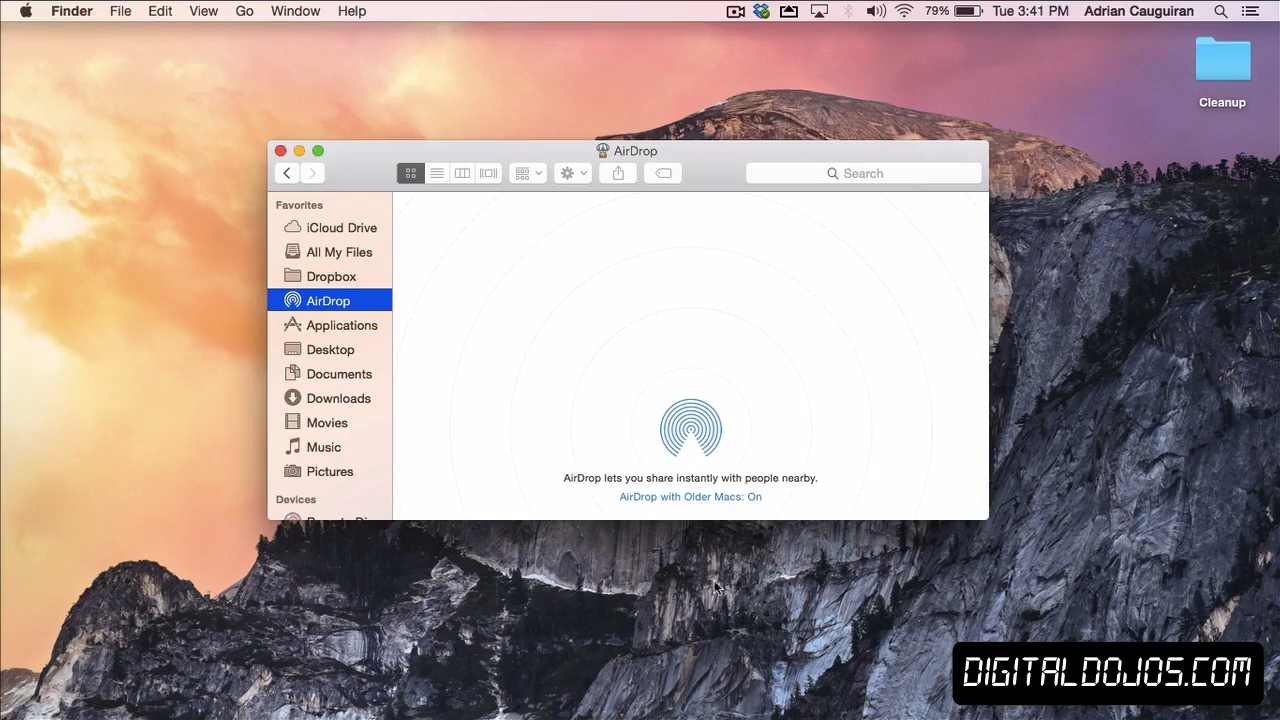 Finder File Edit View Go Window Help 79% Tue 3:41 PM Adrian Cauguiran
Cleanup
AirDrop
Search
Favorites
iCloud Drive
All My Files
Dropbox
AirDrop
Applications
Desktop
Documents
Downloads
Movies
Music
Pictures
Devices
AirDrop lets you share instantly with people nearby.
AirDrop with Older Macs: On
DIGITALDOJOS.COM